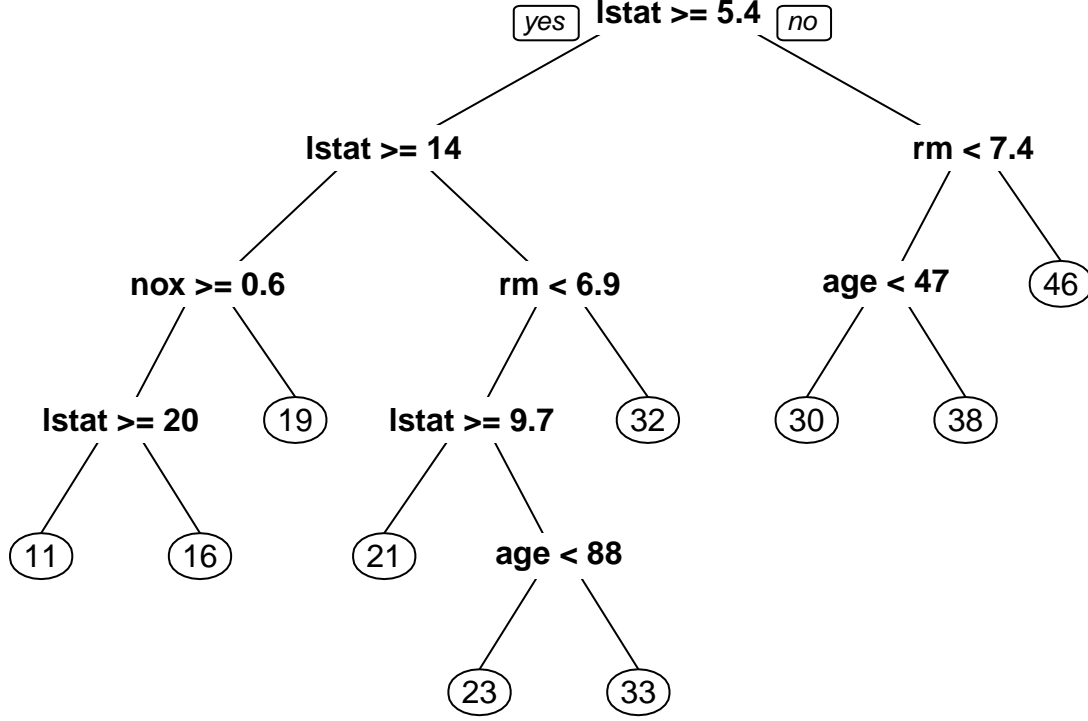 yes lstat >= 5.4 no
lstat >= 14 rm < 7.4
nox >= 0.6 rm < 6.9 age < 47 46
lstat >= 20 19 lstat >= 9.7 32 30 38
11 16 21 age < 88
23 33